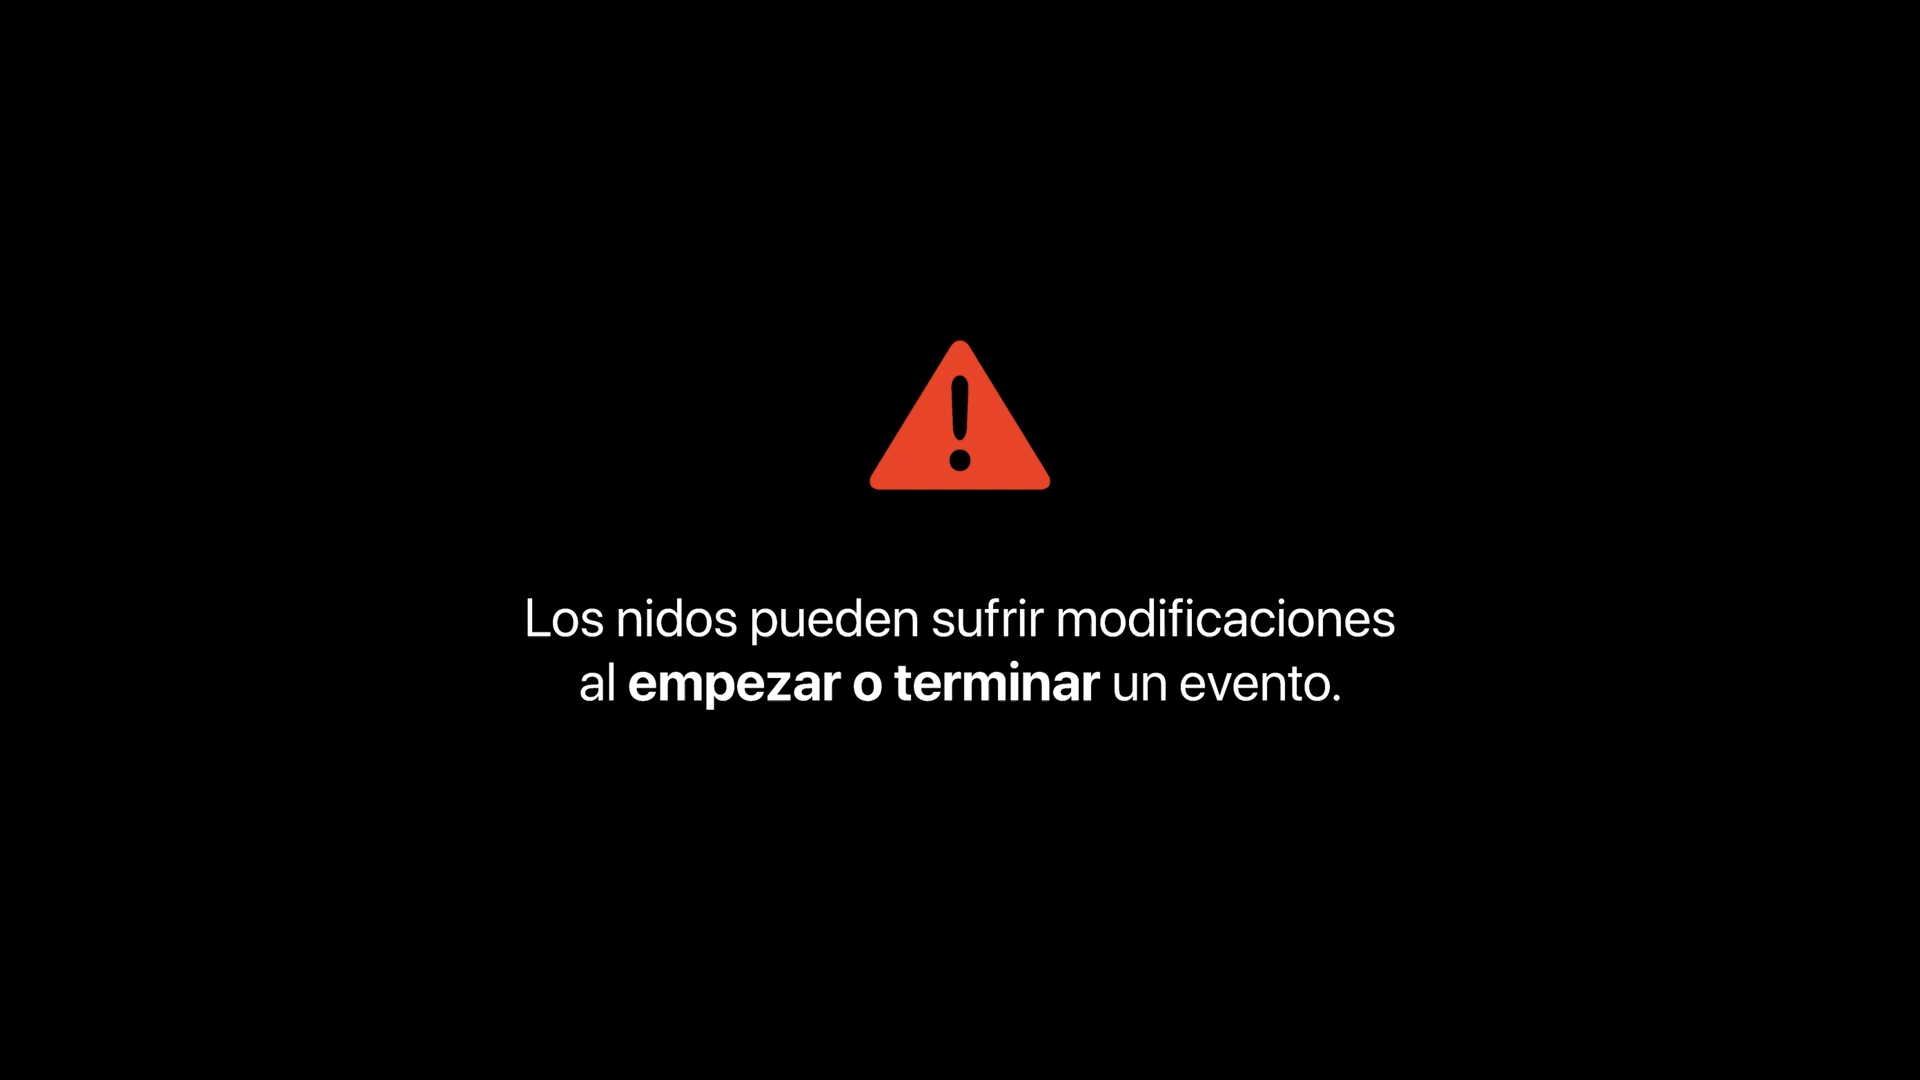 Los nidos pueden sufrir modificaciones
al empezar o terminar un evento.